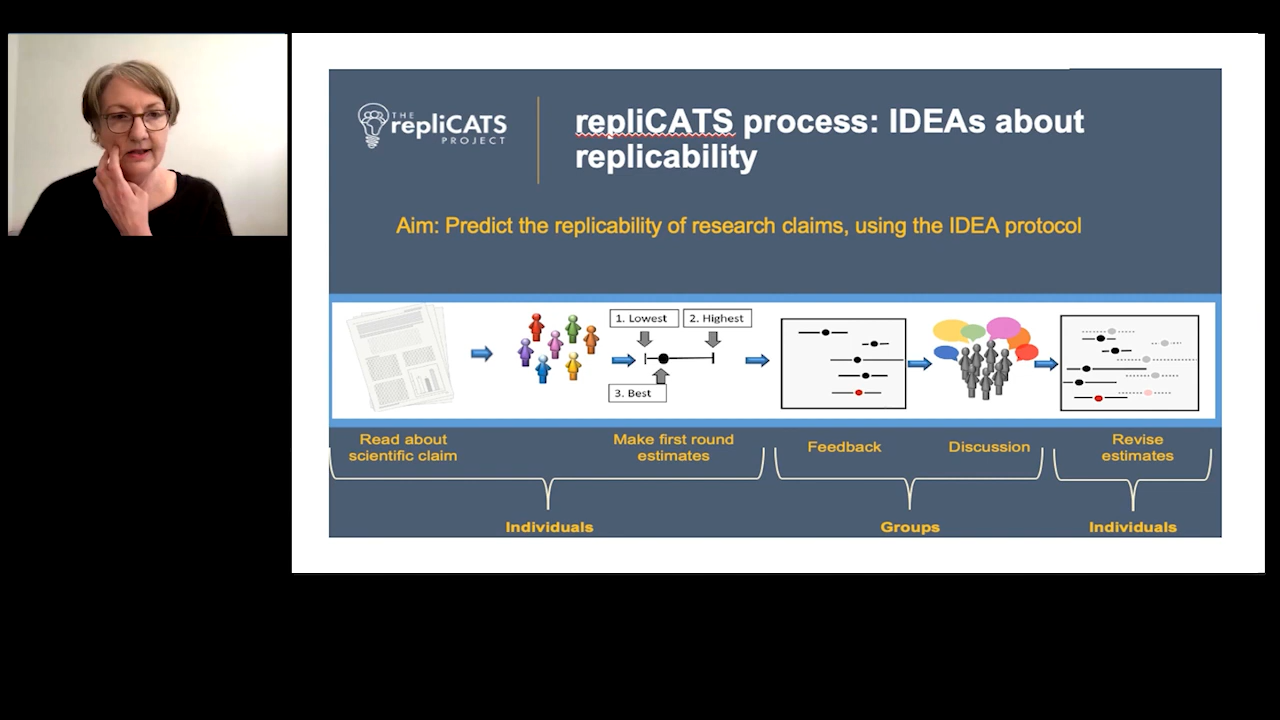 THE
repliCATS
PROJECT
repliCATS process: IDEAs about
replicability
Aim: Predict the replicability of research claims, using the IDEA protocol
1. Lowest
2. Highest
3. Best
Read about
scientific claim
Make first round
estimates
Feedback
Discussion
Revise
estimates
Individuals
Groups
Individuals